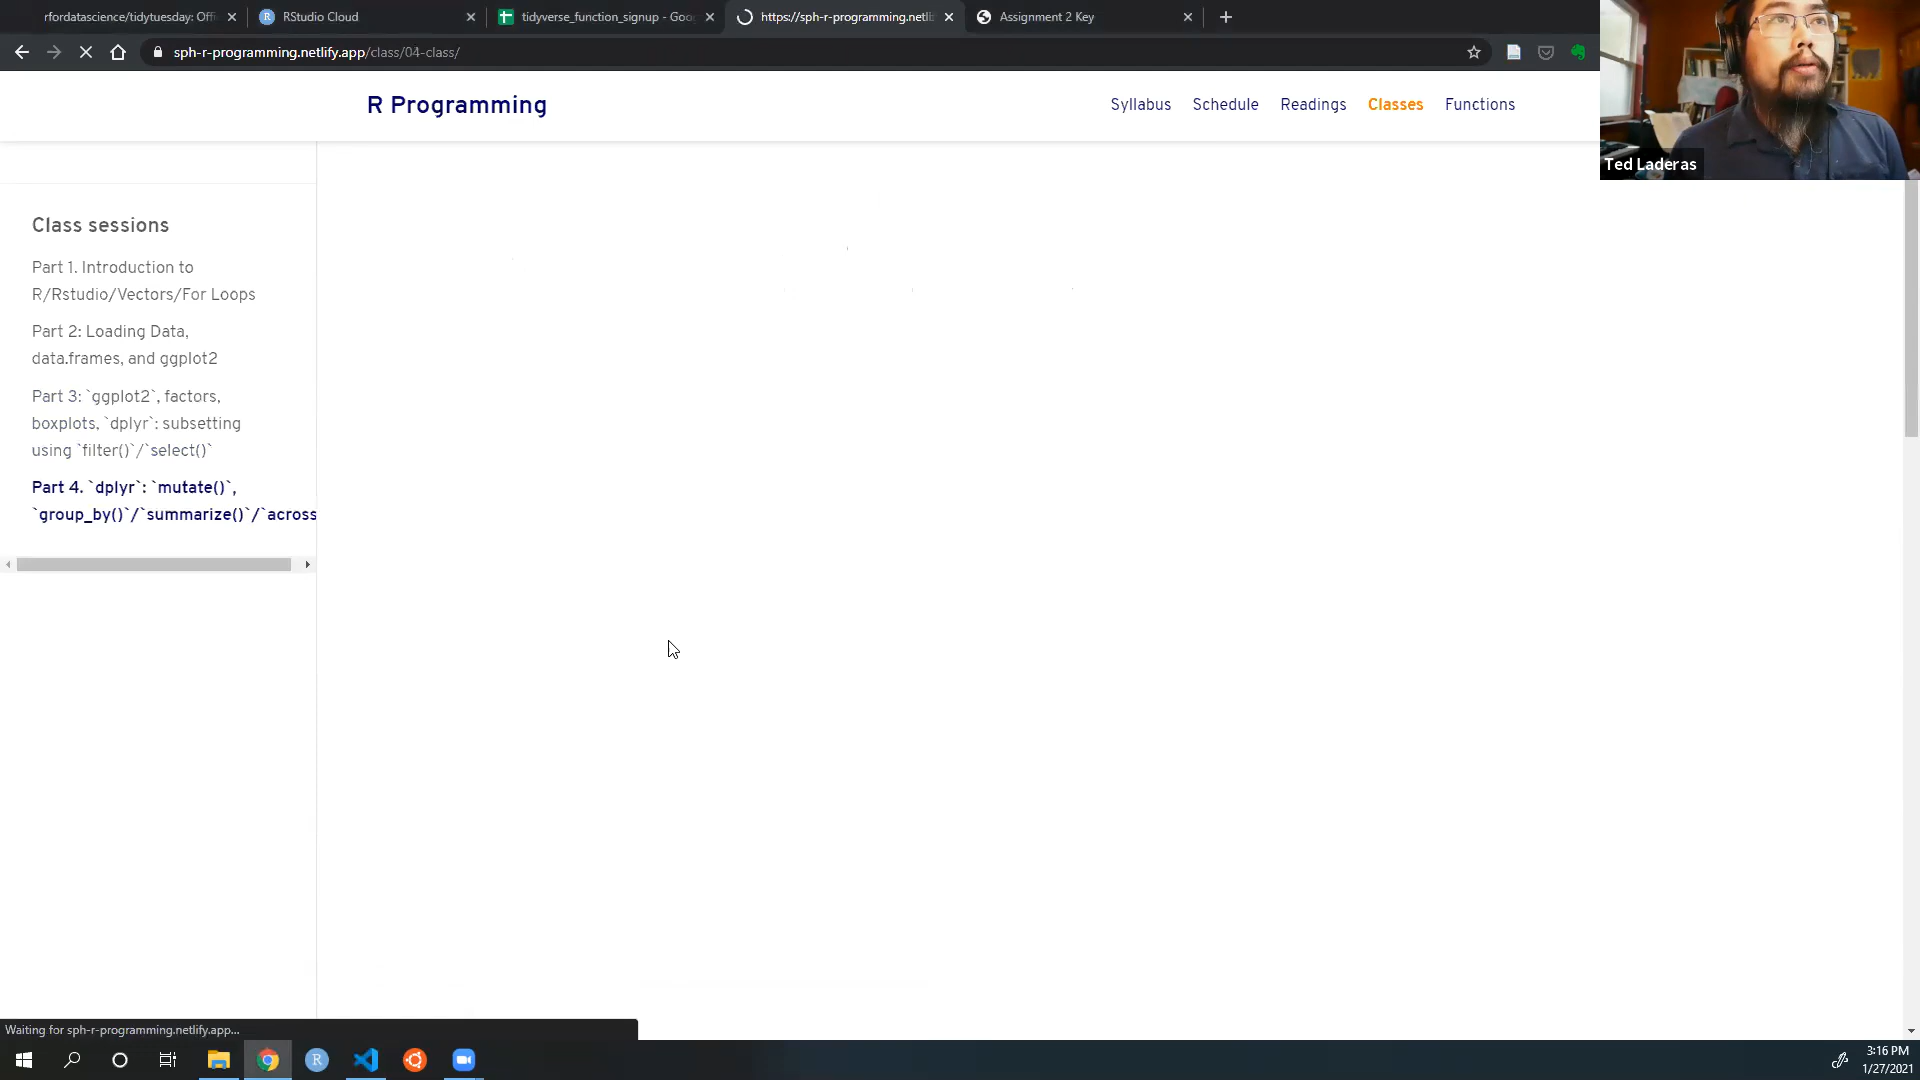 rfordatascience/tidytuesday: Offi
RStudio Cloud
tidyverse_function_signup - Goog
https://sph-r-programming.netli
Assignment 2 Key
sph-r-programming.netlify.app/class/04-class/
R Programming
Syllabus
Schedule
Readings
Classes
Functions
Ted Laderas
Class sessions
Part 1. Introduction to
R/Rstudio/Vectors/For Loops
Part 2: Loading Data,
data.frames, and ggplot2
Part 3: `ggplot2`, factors,
boxplots, `dplyr`: subsetting
using `filter()`/`select()`
Part 4. `dplyr`: `mutate()`,
`group_by()`/`summarize()`/`across
Waiting for sph-r-programming.netlify.app...
3:16 PM
1/27/2021